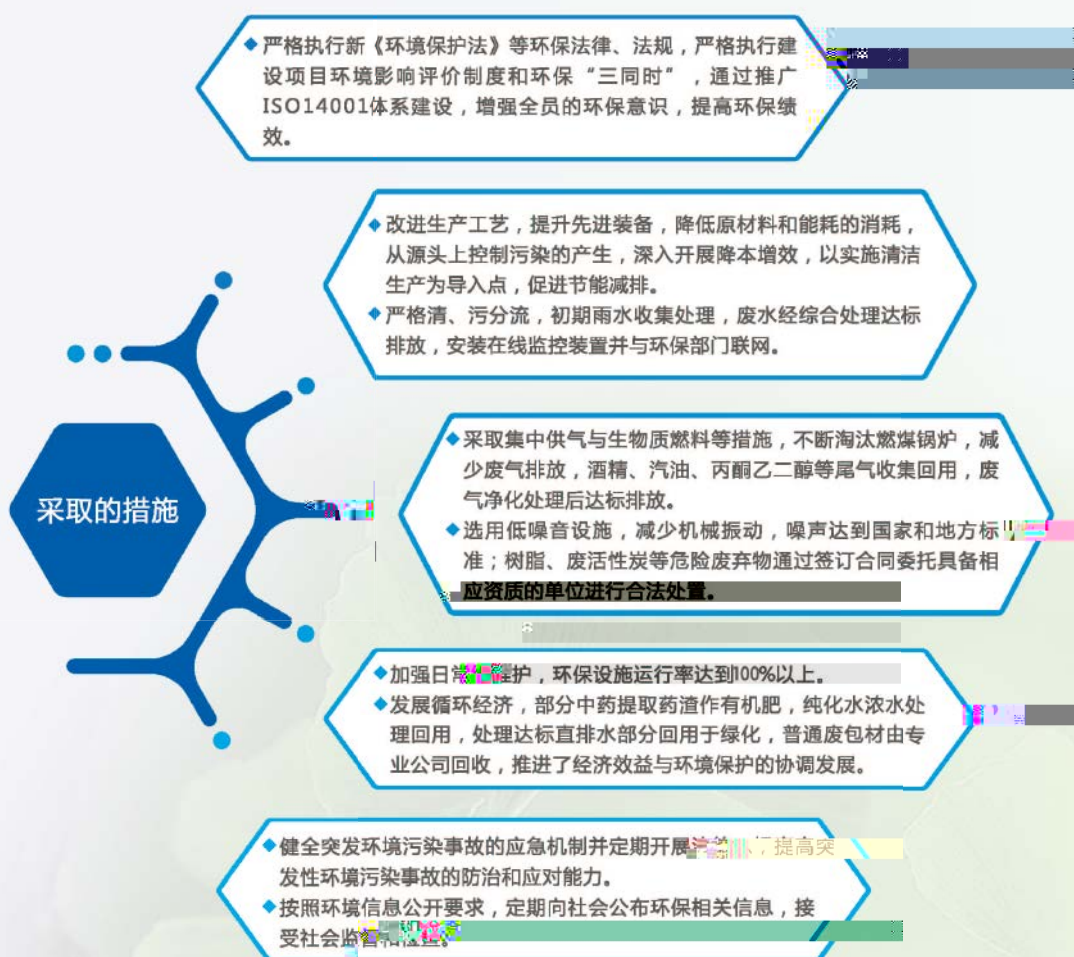 ◆严格执行新《环境保护法》等环保法律、法规，严格执行建
设项目环境影响评价制度和环保“三同时”，通过推广
ISO14001体系建设，增强全员的环保意识，提高环保绩
效。
◆改进生产工艺，提升先进装备，降低原材料和能耗的消耗，
从源头上控制污染的产生，深入开展降本增效，以实施清洁
生产为导入点，促进节能减排。
◆严格清、污分流，初期雨水收集处理，废水经综合处理达标
排放，安装在线监控装置并与环保部门联网。
采取的措施
◆采取集中供气与生物质燃料等措施，不断淘汰燃煤锅炉，减
少废气排放，酒精、汽油、丙酮乙二醇等尾气收集回用，废
气净化处理后达标排放。
◆选用低噪音设施，减少机械振动，噪声达到国家和地方标
准；树脂、废活性炭等危险废弃物通过签订合同委托具备相
应资质的单位进行合法处置。
◆加强日常维护，环保设施运行率达到100%以上。
◆发展循环经济，部分中药提取药渣作有机肥，纯化水浓水处
理回用，处理达标直排水部分回用于绿化，普通废包材由专
业公司回收，推进了经济效益与环境保护的协调发展。
◆健全突发环境污染事故的应急机制并定期开展，提高突
发性环境污染事故的防治和应对能力。
◆按照环境信息公开要求，定期向社会公布环保相关信息，接
受社会监督和检查。